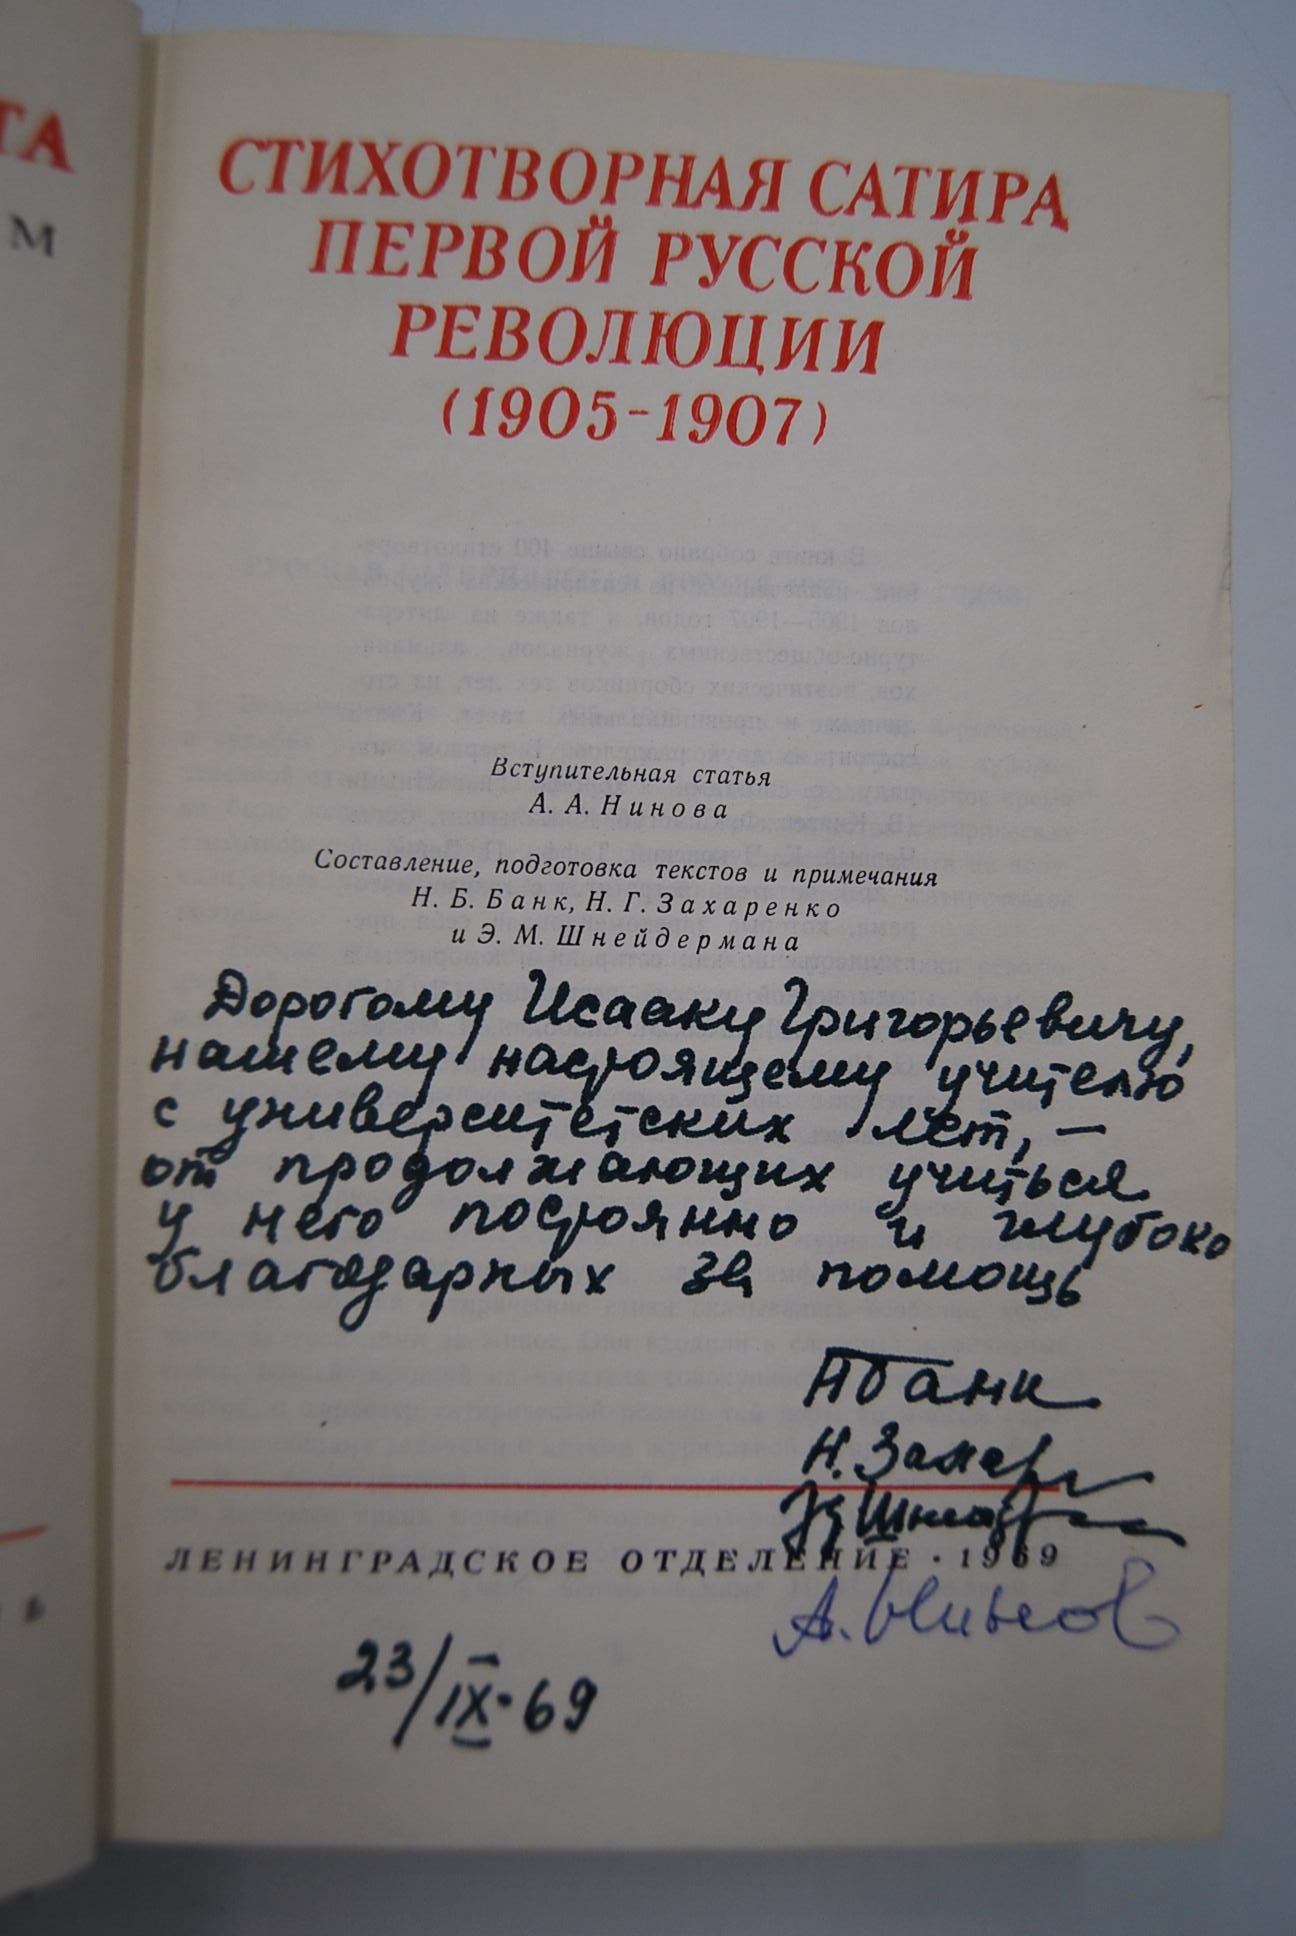 ТА
М
СТИХОТВОРНАЯ САТИРА
ПЕРВОЙ РУССКОЙ
РЕВОЛЮЦИИ
(1905-1907)
Вступительная статья
А. А. Нинова
Составление, подготовка текстов и примечания
Н. Б. Банк, Н. Г. Захаренко
и Э. М. Шнейдермана
Дорогому Исааку Григорьевичу,
нашему настоящему учителю
с университетских лет, —
от продолжающих учиться
у него постоянно и глубоко
благодарных за помощь
НБанк
Н. Захар
Шнейдерман
ЛЕНИНГРАДСКОЕ ОТДЕЛЕНИЕ · 1969
А. Нинов
23/IX·69